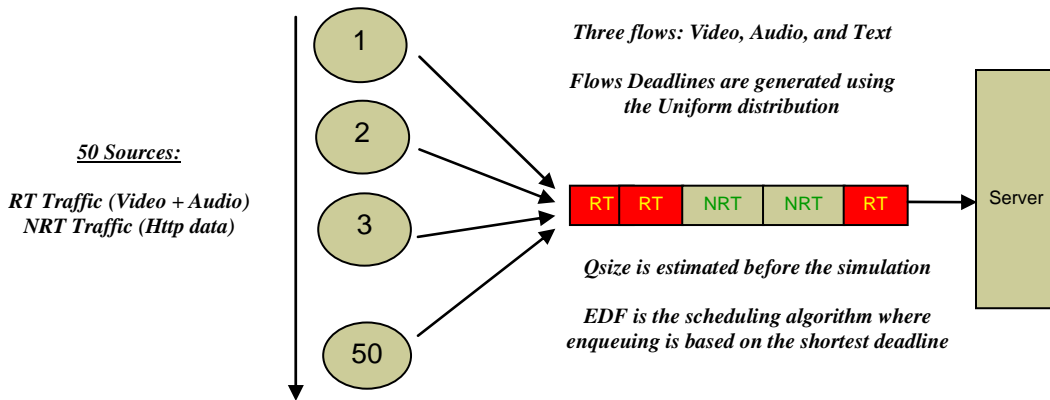 50 Sources:
RT Traffic (Video + Audio)
NRT Traffic (Http data)
1
2
3
50
Three flows: Video, Audio, and Text
Flows Deadlines are generated using
the Uniform distribution
RT RT NRT NRT RT
Qsize is estimated before the simulation
EDF is the scheduling algorithm where
enqueuing is based on the shortest deadline
Server